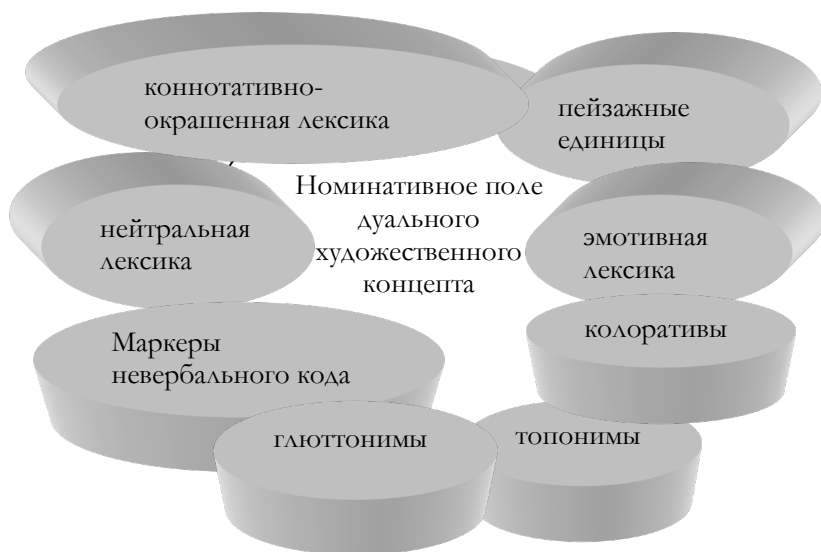 коннотативно-
окрашенная лексика
пейзажные
единицы
Номинативное поле
дуального
художественного
концепта
нейтральная
лексика
эмотивная
лексика
колоративы
Маркеры
невербального кода
глюттонимы
топонимы